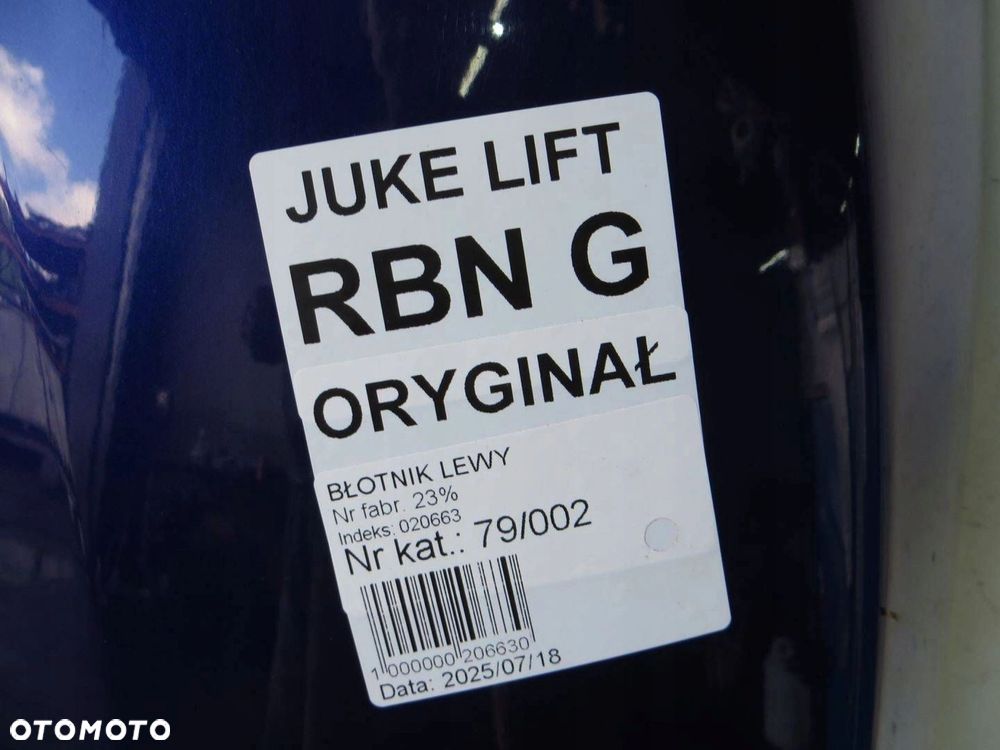 JUKE LIFT
RBN G
ORYGINAŁ
BŁOTNIK LEWY
Nr fabr. 23%
Indeks: 020663
Nr kat.: 79/002
1 000000 206630
Data: 2025/07/18
OTOMOTO